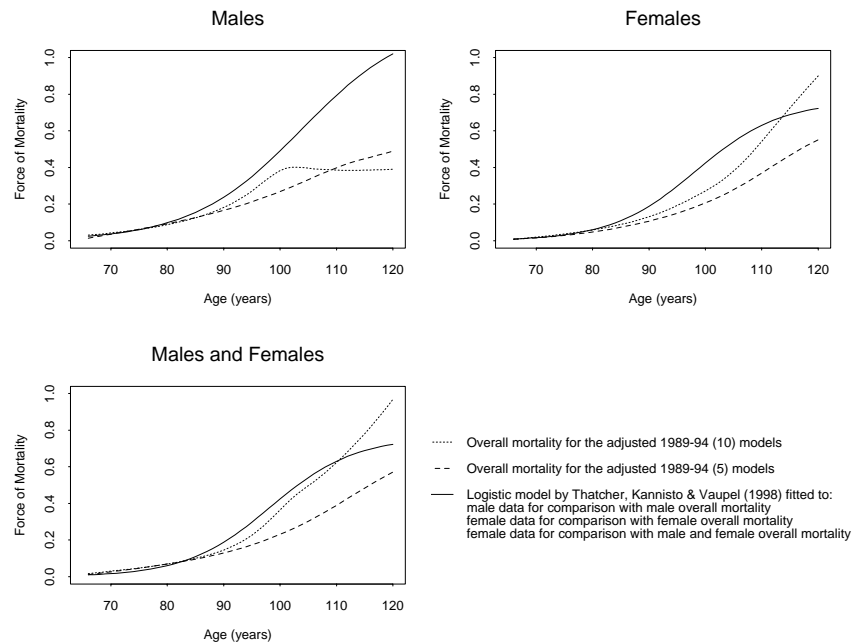 Males
Force of Mortality
1.0
0.8
0.6
0.4
0.2
0.0
70 80 90 100 110 120
Age (years)
Females
Force of Mortality
1.0
0.8
0.6
0.4
0.2
0.0
70 80 90 100 110 120
Age (years)
Males and Females
Force of Mortality
1.0
0.8
0.6
0.4
0.2
0.0
70 80 90 100 110 120
Age (years)
Overall mortality for the adjusted 1989-94 (10) models
Overall mortality for the adjusted 1989-94 (5) models
Logistic model by Thatcher, Kannisto & Vaupel (1998) fitted to:
male data for comparison with male overall mortality
female data for comparison with female overall mortality
female data for comparison with male and female overall mortality